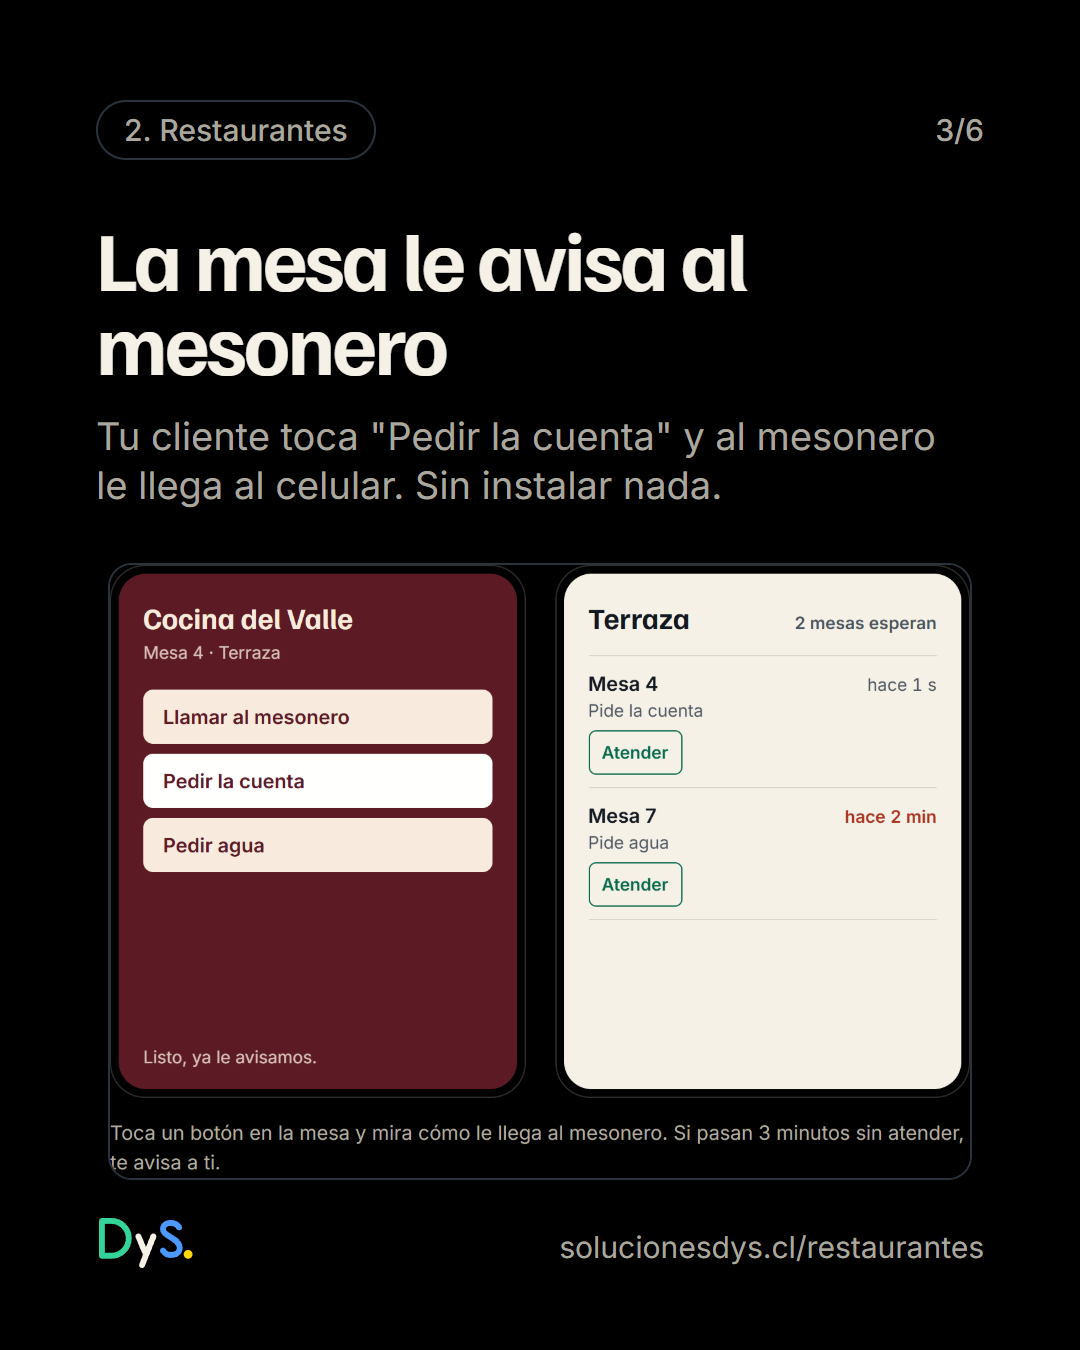 2. Restaurantes
3/6
La mesa le avisa al
mesonero
Tu cliente toca "Pedir la cuenta" y al mesonero
le llega al celular. Sin instalar nada.
Cocina del Valle
Mesa 4 · Terraza
Llamar al mesonero
Pedir la cuenta
Pedir agua
Listo, ya le avisamos.
Terraza
2 mesas esperan
Mesa 4
hace 1 s
Pide la cuenta
Atender
Mesa 7
hace 2 min
Pide agua
Atender
Toca un botón en la mesa y mira cómo le llega al mesonero. Si pasan 3 minutos sin atender,
te avisa a ti.
DyS.
solucionesdys.cl/restaurantes